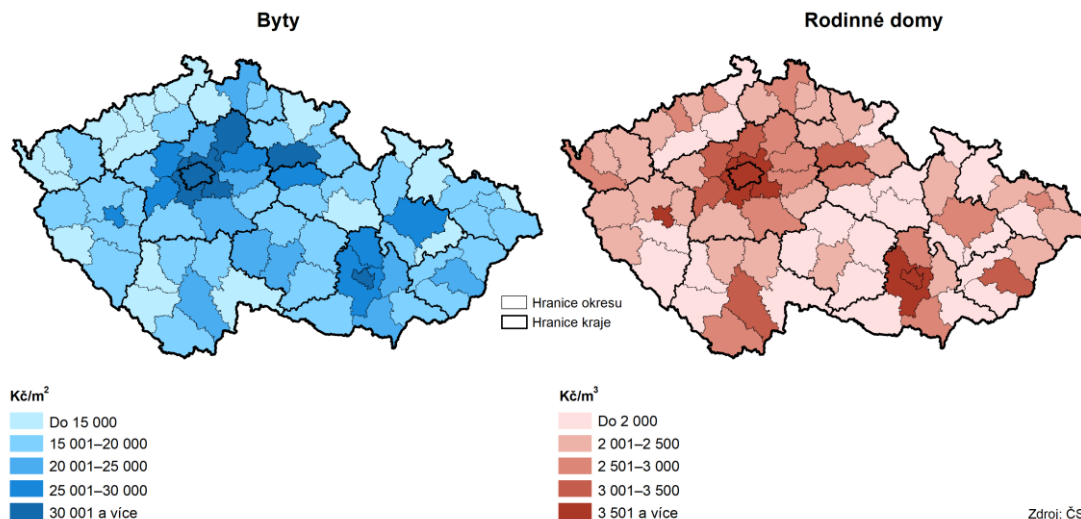 Byty
Rodinné domy
Hranice okresu
Hranice kraje
Kč/m²
Do 15 000
15 001–20 000
20 001–25 000
25 001–30 000
30 001 a více
Kč/m³
Do 2 000
2 001–2 500
2 501–3 000
3 001–3 500
3 501 a více
Zdroj: ČS